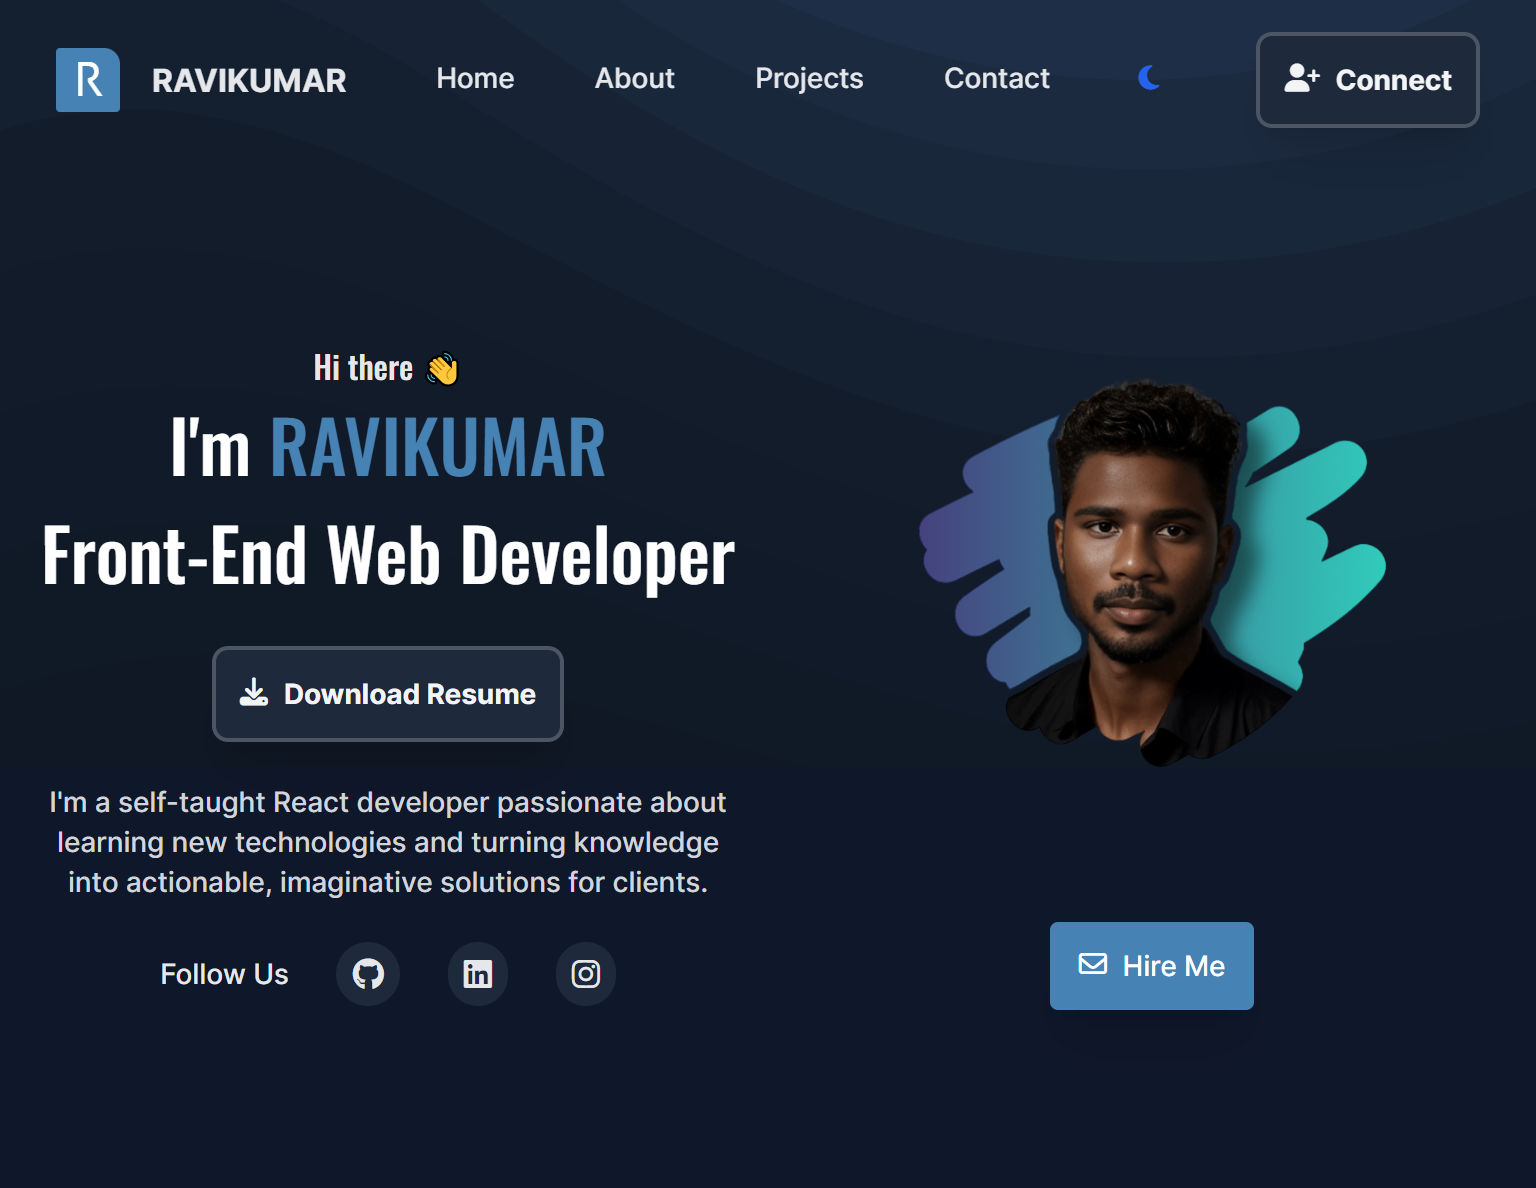 R RAVIKUMAR Home About Projects Contact Connect
Hi there 👋
I'm RAVIKUMAR
Front-End Web Developer
Download Resume
I'm a self-taught React developer passionate about
learning new technologies and turning knowledge
into actionable, imaginative solutions for clients.
Follow Us
in
Hire Me